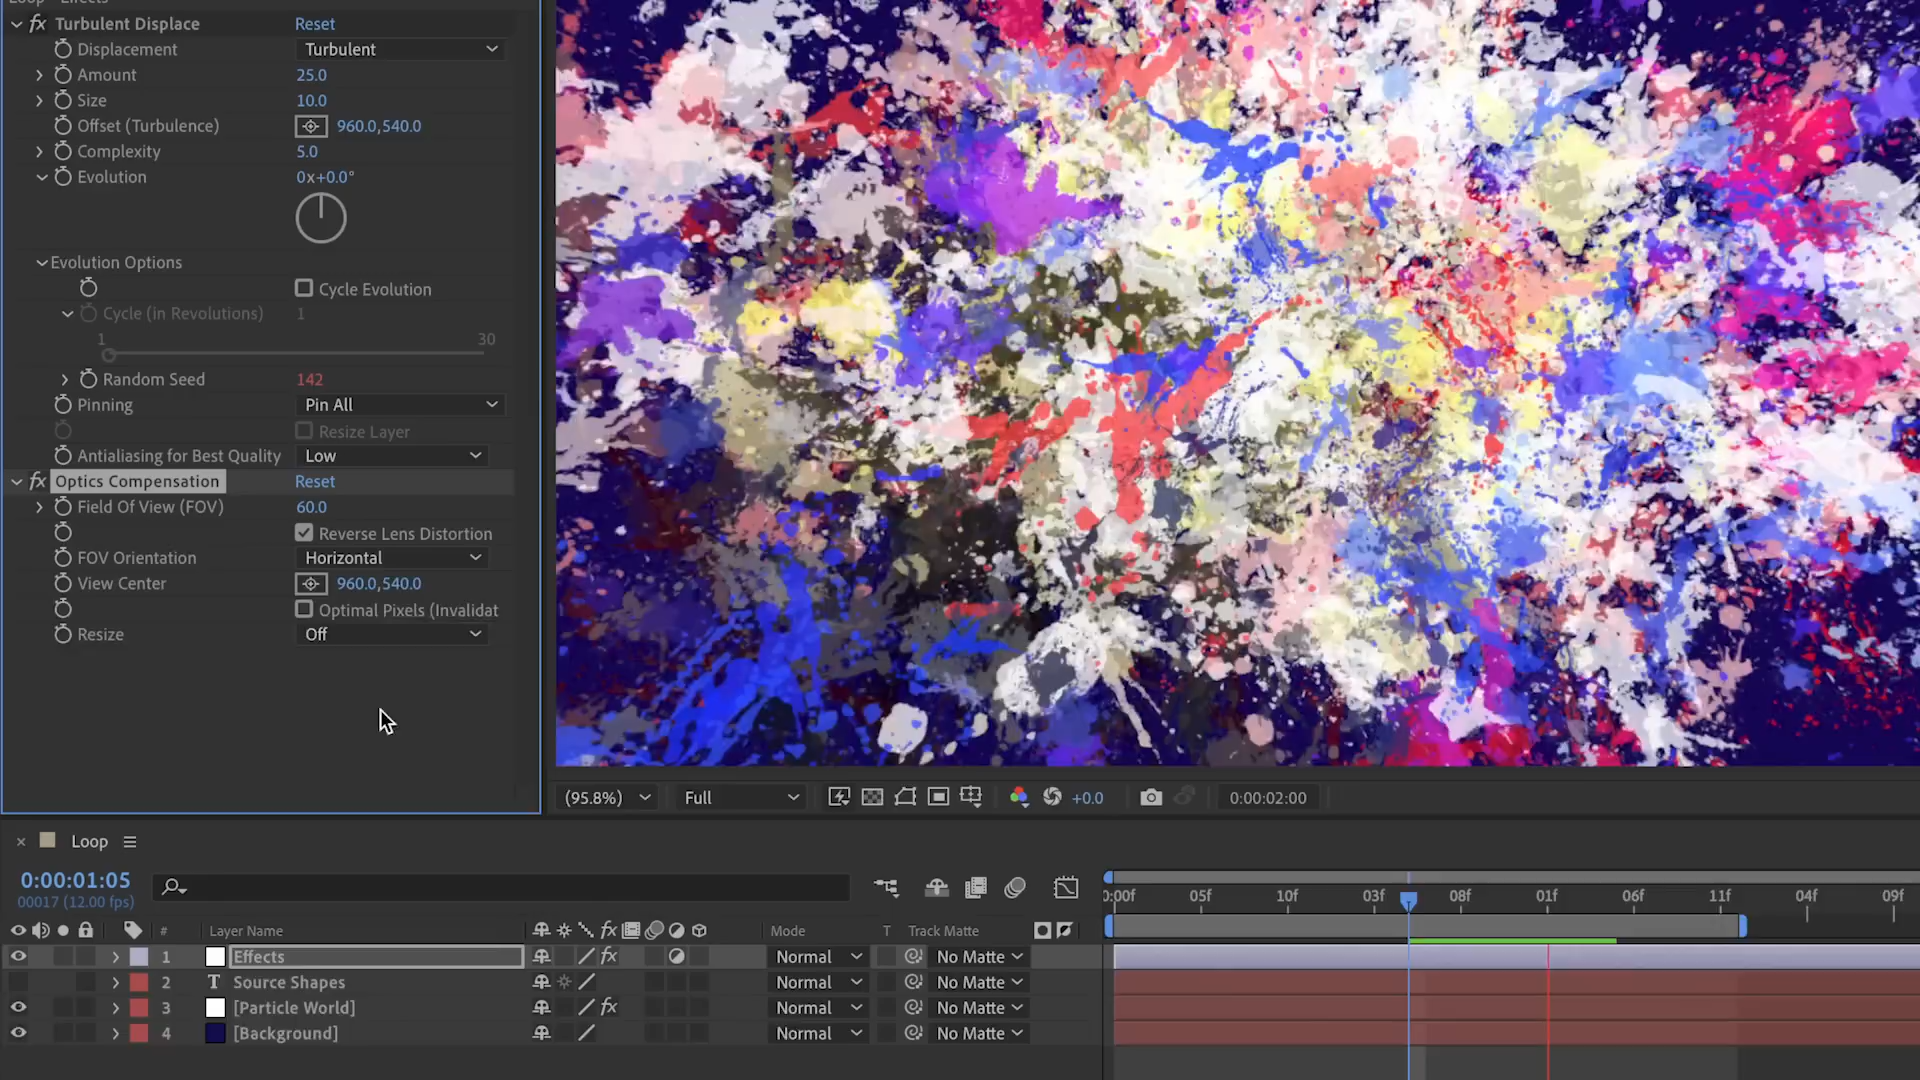 Loop · Effects
Turbulent Displace Reset
Displacement Turbulent
Amount 25.0
Size 10.0
Offset (Turbulence) 960.0,540.0
Complexity 5.0
Evolution 0x+0.0°
Evolution Options
Cycle Evolution
Cycle (in Revolutions) 1
1 30
Random Seed 142
Pinning Pin All
Resize Layer
Antialiasing for Best Quality Low
fx Optics Compensation Reset
Field Of View (FOV) 60.0
Reverse Lens Distortion
FOV Orientation Horizontal
View Center 960.0,540.0
Optimal Pixels (Invalidat
Resize Off
(95.8%) Full +0.0 0:00:02:00
Loop
0:00:01:05
00017 (12.00 fps)
0:00f 05f 10f 03f 08f 01f 06f 11f 04f 09f
# Layer Name fx Mode T Track Matte
1 Effects fx Normal No Matte
2 T Source Shapes Normal No Matte
3 [Particle World] fx Normal No Matte
4 [Background] Normal No Matte